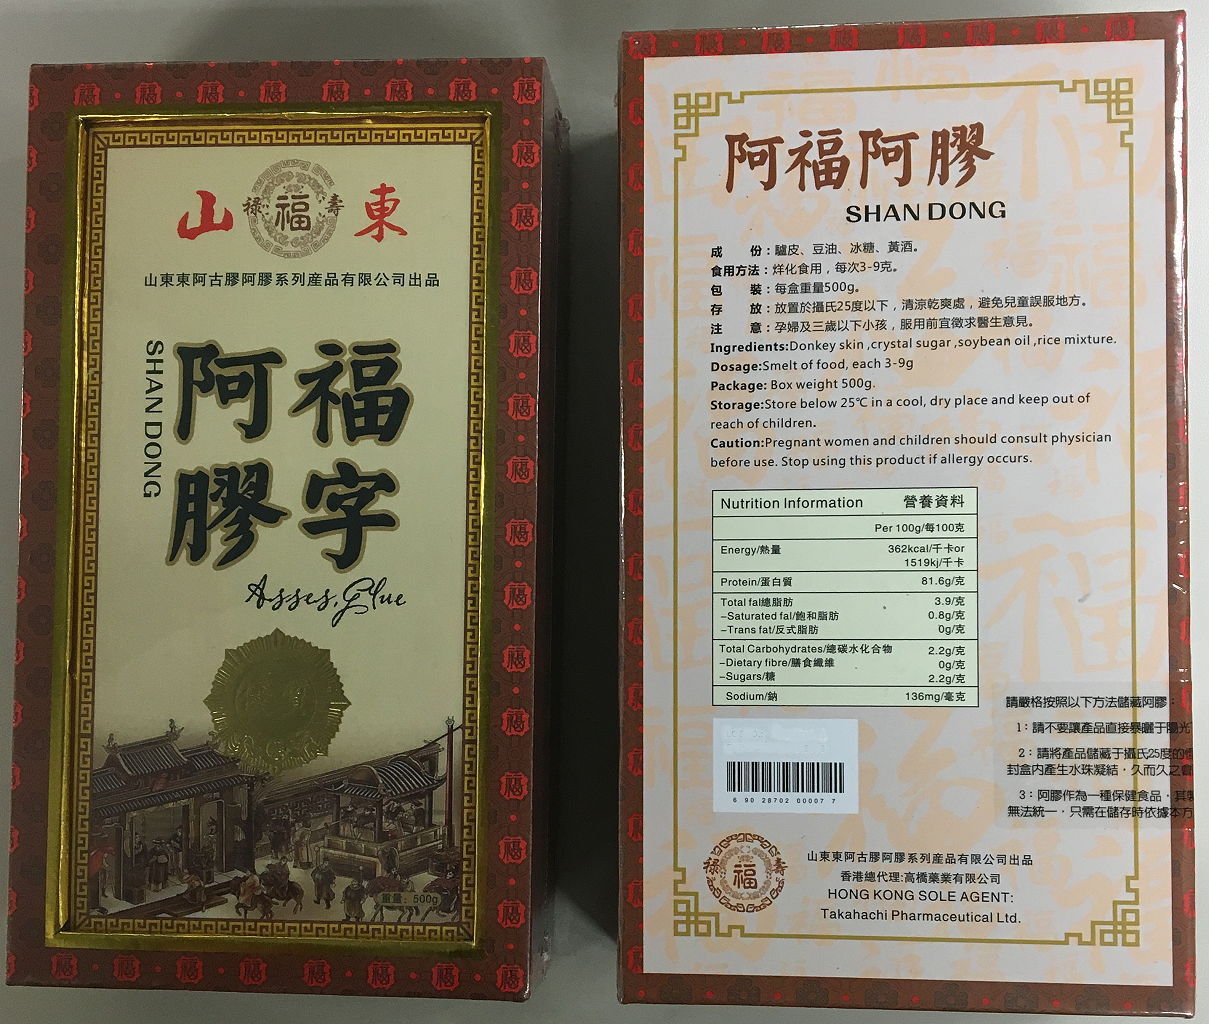 山 福 東
祿 壽
山東東阿古膠阿膠系列產品有限公司出品
SHAN DONG
阿福
膠字
Asses, Glue
重量：500g
阿福阿膠
SHAN DONG
成　　份：驢皮、豆油、冰糖、黃酒。
食用方法：烊化食用，每次3-9克。
包　　裝：每盒重量500g。
存　　放：放置於攝氏25度以下，清涼乾爽處，避免兒童誤服地方。
注　　意：孕婦及三歲以下小孩，服用前宜徵求醫生意見。
Ingredients:Donkey skin ,crystal sugar ,soybean oil ,rice mixture.
Dosage:Smelt of food, each 3-9g
Package: Box weight 500g.
Storage:Store below 25℃ in a cool, dry place and keep out of
reach of children.
Caution:Pregnant women and children should consult physician
before use. Stop using this product if allergy occurs.
Nutrition Information 營養資料
Per 100g/每100克
Energy/熱量 362kcal/千卡or
1519kj/千卡
Protein/蛋白質 81.6g/克
Total fal總脂肪 3.9/克
–Saturated fal/飽和脂肪 0.8g/克
–Trans fat/反式脂肪 0g/克
Total Carbohydrates/總碳水化合物 2.2g/克
–Dietary fibre/膳食纖維 0g/克
–Sugars/糖 2.2g/克
Sodium/鈉 136mg/毫克
請嚴格按照以下方法儲藏阿膠：
1：請不要讓產品直接暴曬于陽光
2：請將產品儲藏于攝氏25度的
封盒内產生水珠凝結，久而久之會
3：阿膠作為一種保健食品，其製
無法統一，只需在儲存時依據本方
6 90 28702 00007 7
祿 福 壽
山東東阿古膠阿膠系列產品有限公司出品
香港總代理:高橋藥業有限公司
HONG KONG SOLE AGENT:
Takahachi Pharmaceutical Ltd.